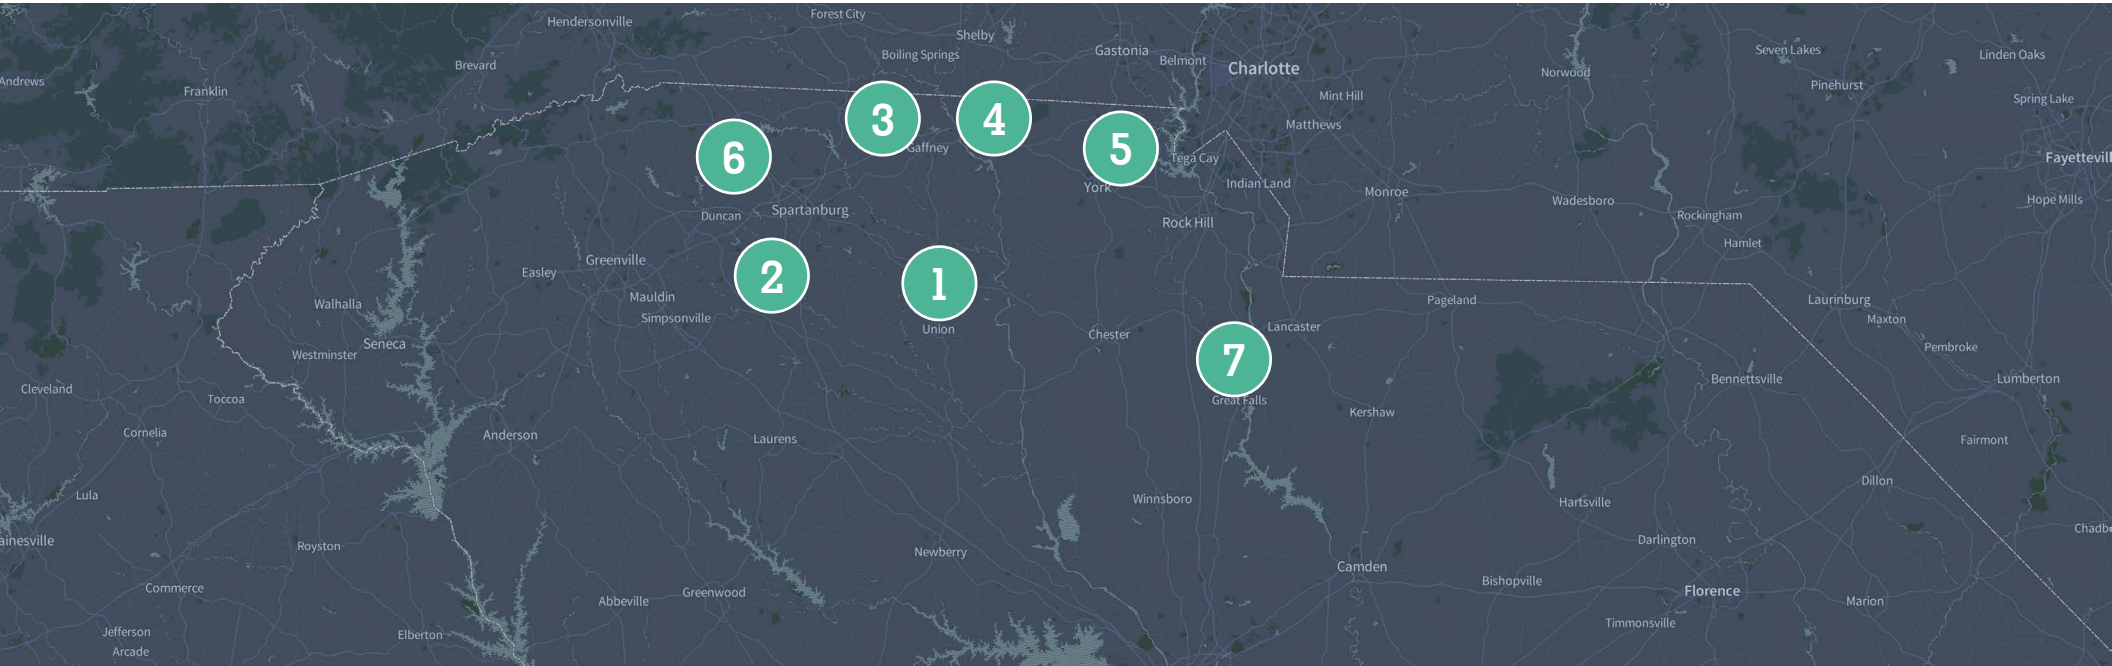 Hendersonville
Forest City
Shelby
Boiling Springs
Gastonia
Belmont
Charlotte
Seven Lakes
Linden Oaks
Andrews
Franklin
Brevard
Norwood
Pinehurst
Spring Lake
Mint Hill
Matthews
3
4
5
6
Gaffney
Tega Cay
York
Indian Land
Monroe
Wadesboro
Fayettevill
Hope Mills
Duncan
Spartanburg
Rock Hill
Rockingham
Hamlet
Greenville
Easley
2
1
Mauldin
Simpsonville
Walhalla
Union
Chester
Lancaster
Pageland
Laurinburg
Maxton
Seneca
Westminster
7
Pembroke
Bennettsville
Lumberton
Cleveland
Toccoa
Great Falls
Kershaw
Cornelia
Anderson
Laurens
Fairmont
Lula
Winnsboro
Hartsville
Dillon
ainesville
Royston
Newberry
Darlington
Chadb
Commerce
Abbeville
Greenwood
Camden
Bishopville
Florence
Marion
Jefferson
Arcade
Elberton
Timmonsville